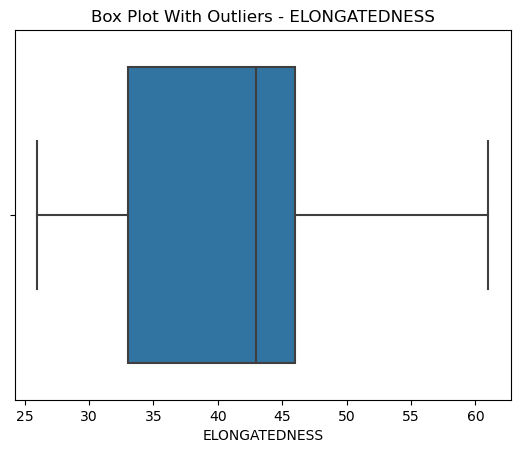 Box Plot With Outliers - ELONGATEDNESS
25 30 35 40 45 50 55 60
ELONGATEDNESS